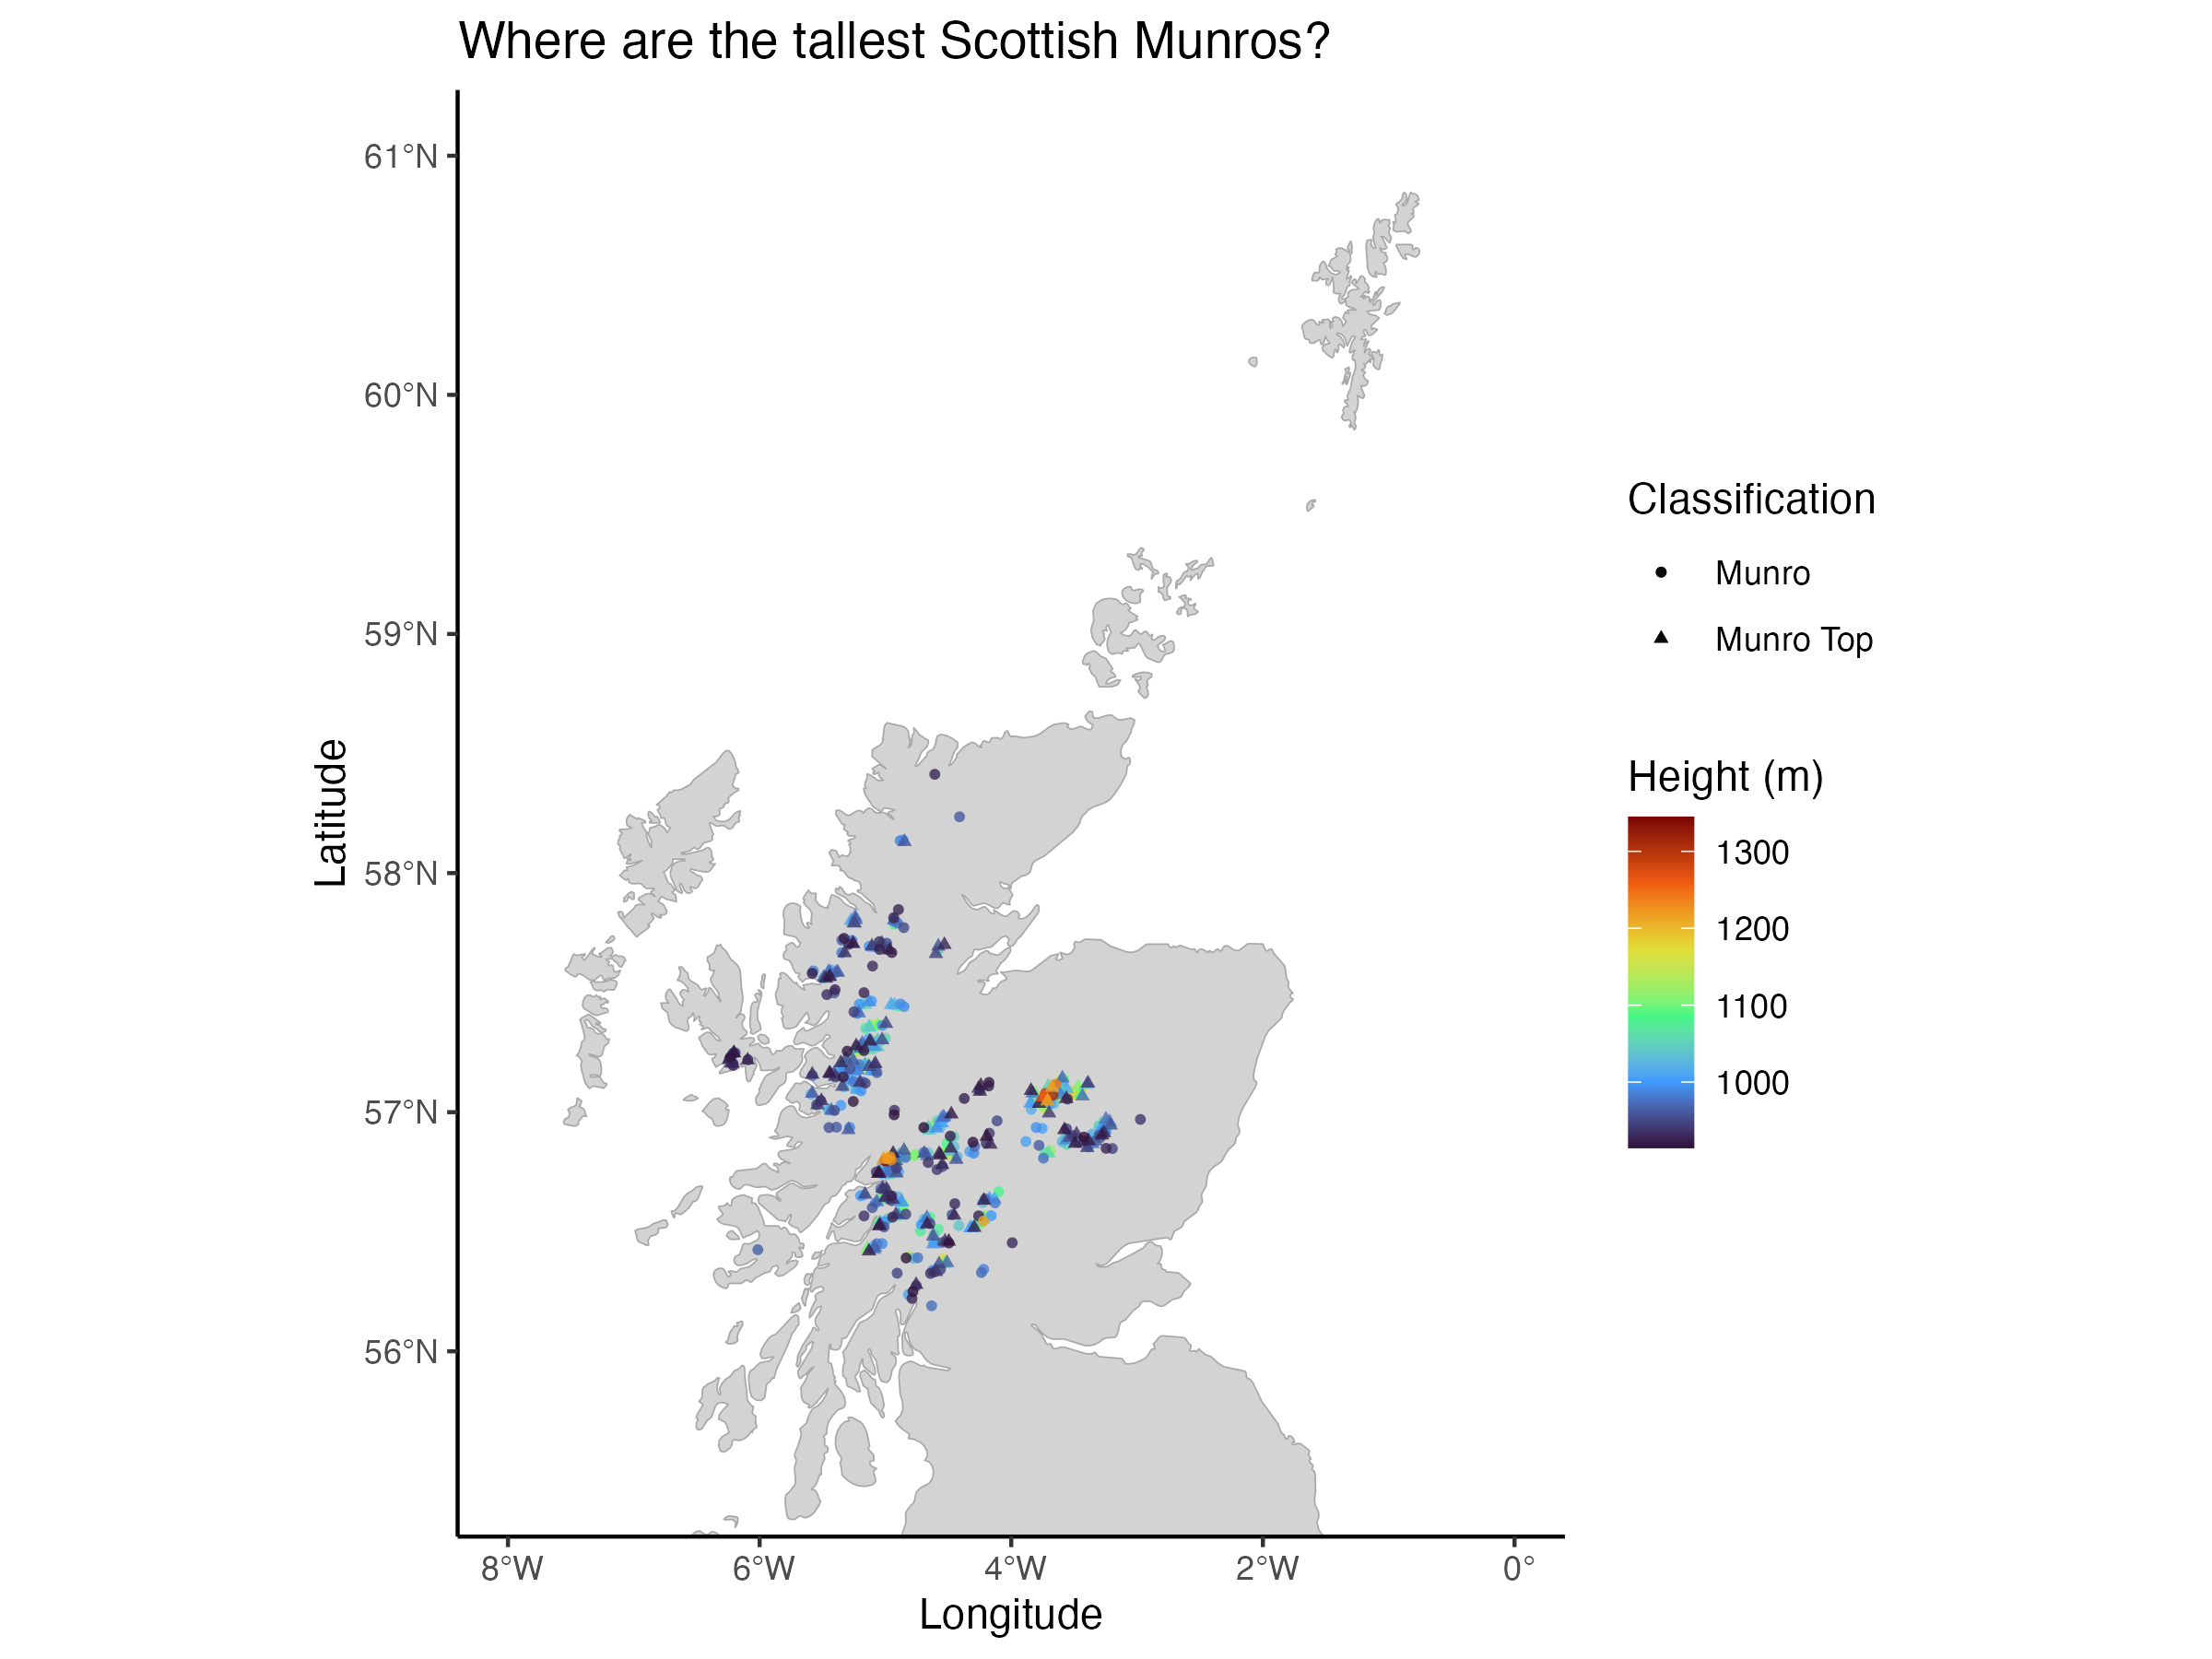 Where are the tallest Scottish Munros?
61°N
60°N
59°N
58°N
57°N
56°N
Latitude
8°W
6°W
4°W
2°W
0°
Longitude
Classification
Munro
Munro Top
Height (m)
1300
1200
1100
1000